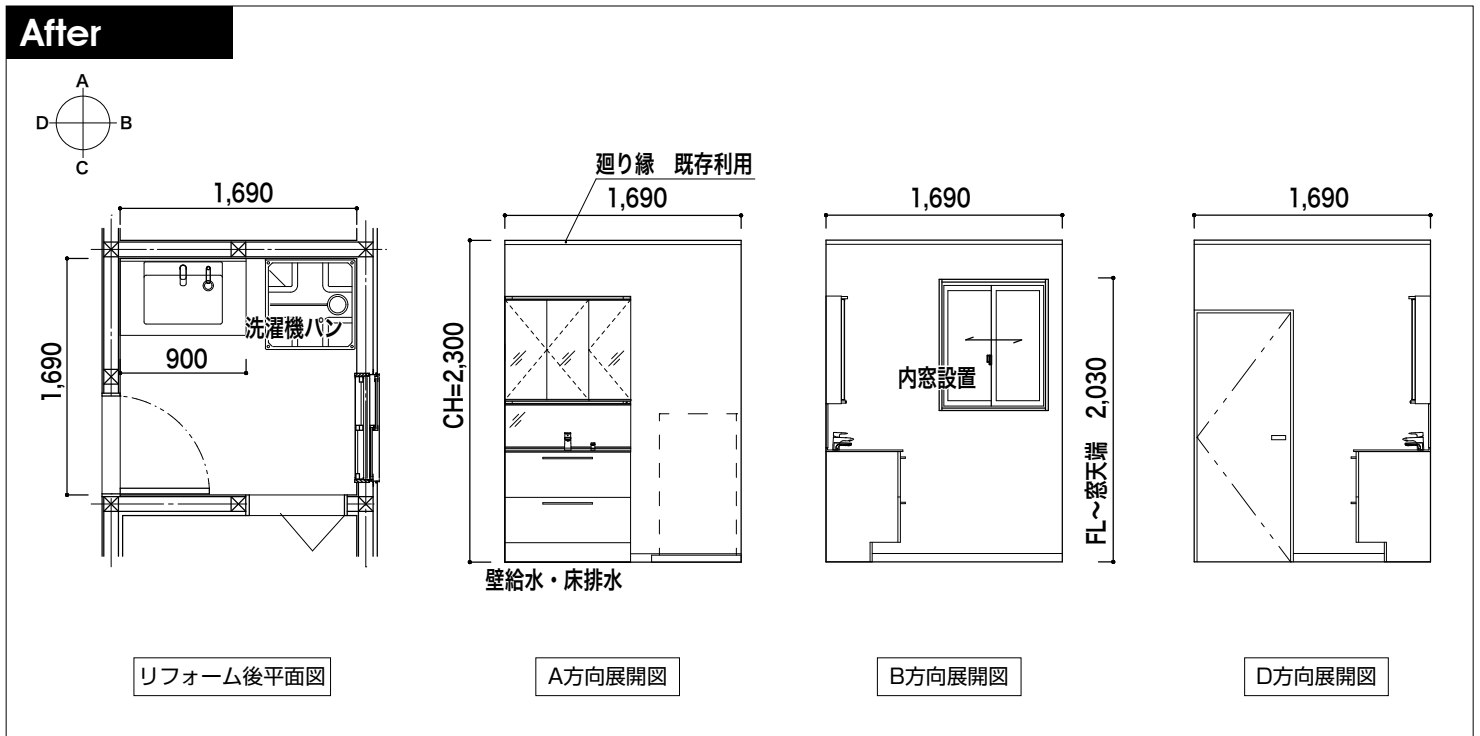 After
A
D B
C
1,690
1,690
洗濯機パン
900
リフォーム後平面図
廻り縁 既存利用
1,690
CH=2,300
壁給水・床排水
A方向展開図
1,690
内窓設置
FL～窓天端 2,030
B方向展開図
1,690
D方向展開図